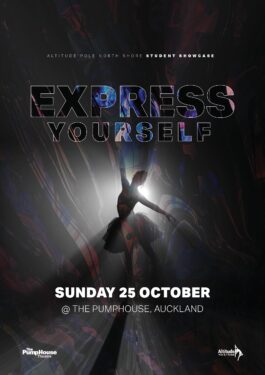 ALTITUDE POLE NORTH SHORE STUDENT SHOWCASE
EXPRESS
YOURSELF
SUNDAY 25 OCTOBER
@ THE PUMPHOUSE, AUCKLAND
The
PumpHouse
Theatre
Altitude